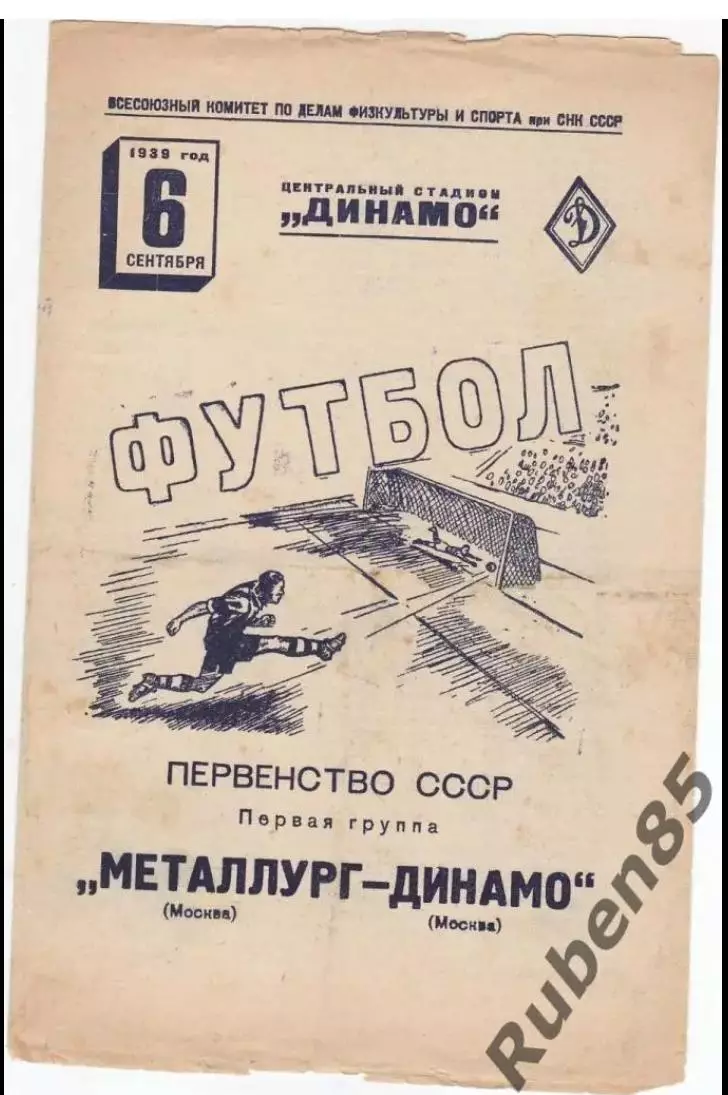 ВСЕСОЮЗНЫЙ КОМИТЕТ ПО ДЕЛАМ ФИЗКУЛЬТУРЫ И СПОРТА при СНК СССР
1939 год
6
СЕНТЯБРЯ
ЦЕНТРАЛЬНЫЙ СТАДИОН
„ДИНАМО“
Д
ФУТБОЛ
ПЕРВЕНСТВО СССР
Первая группа
„МЕТАЛЛУРГ–ДИНАМО“
(Москва)
(Москва)
Ruben85